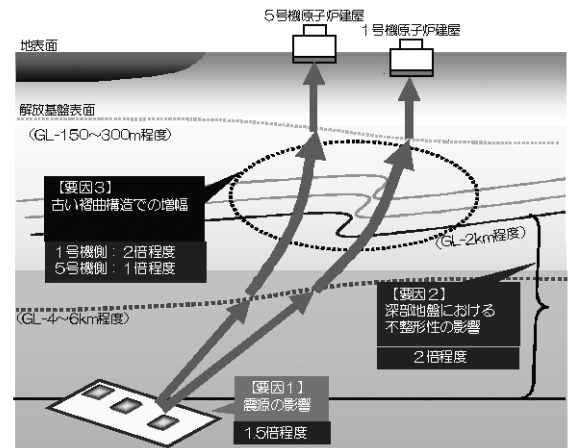 5号機原子炉建屋
1号機原子炉建屋
地表面
解放基盤表面
(GL-150～300m程度)
【要因3】
古い褶曲構造での増幅
1号機側：2倍程度
5号機側：1倍程度
(GL-2km程度)
(GL-4～6km程度)
【要因2】
深部地盤における
不整形性の影響
2倍程度
【要因1】
震源の影響
1.5倍程度